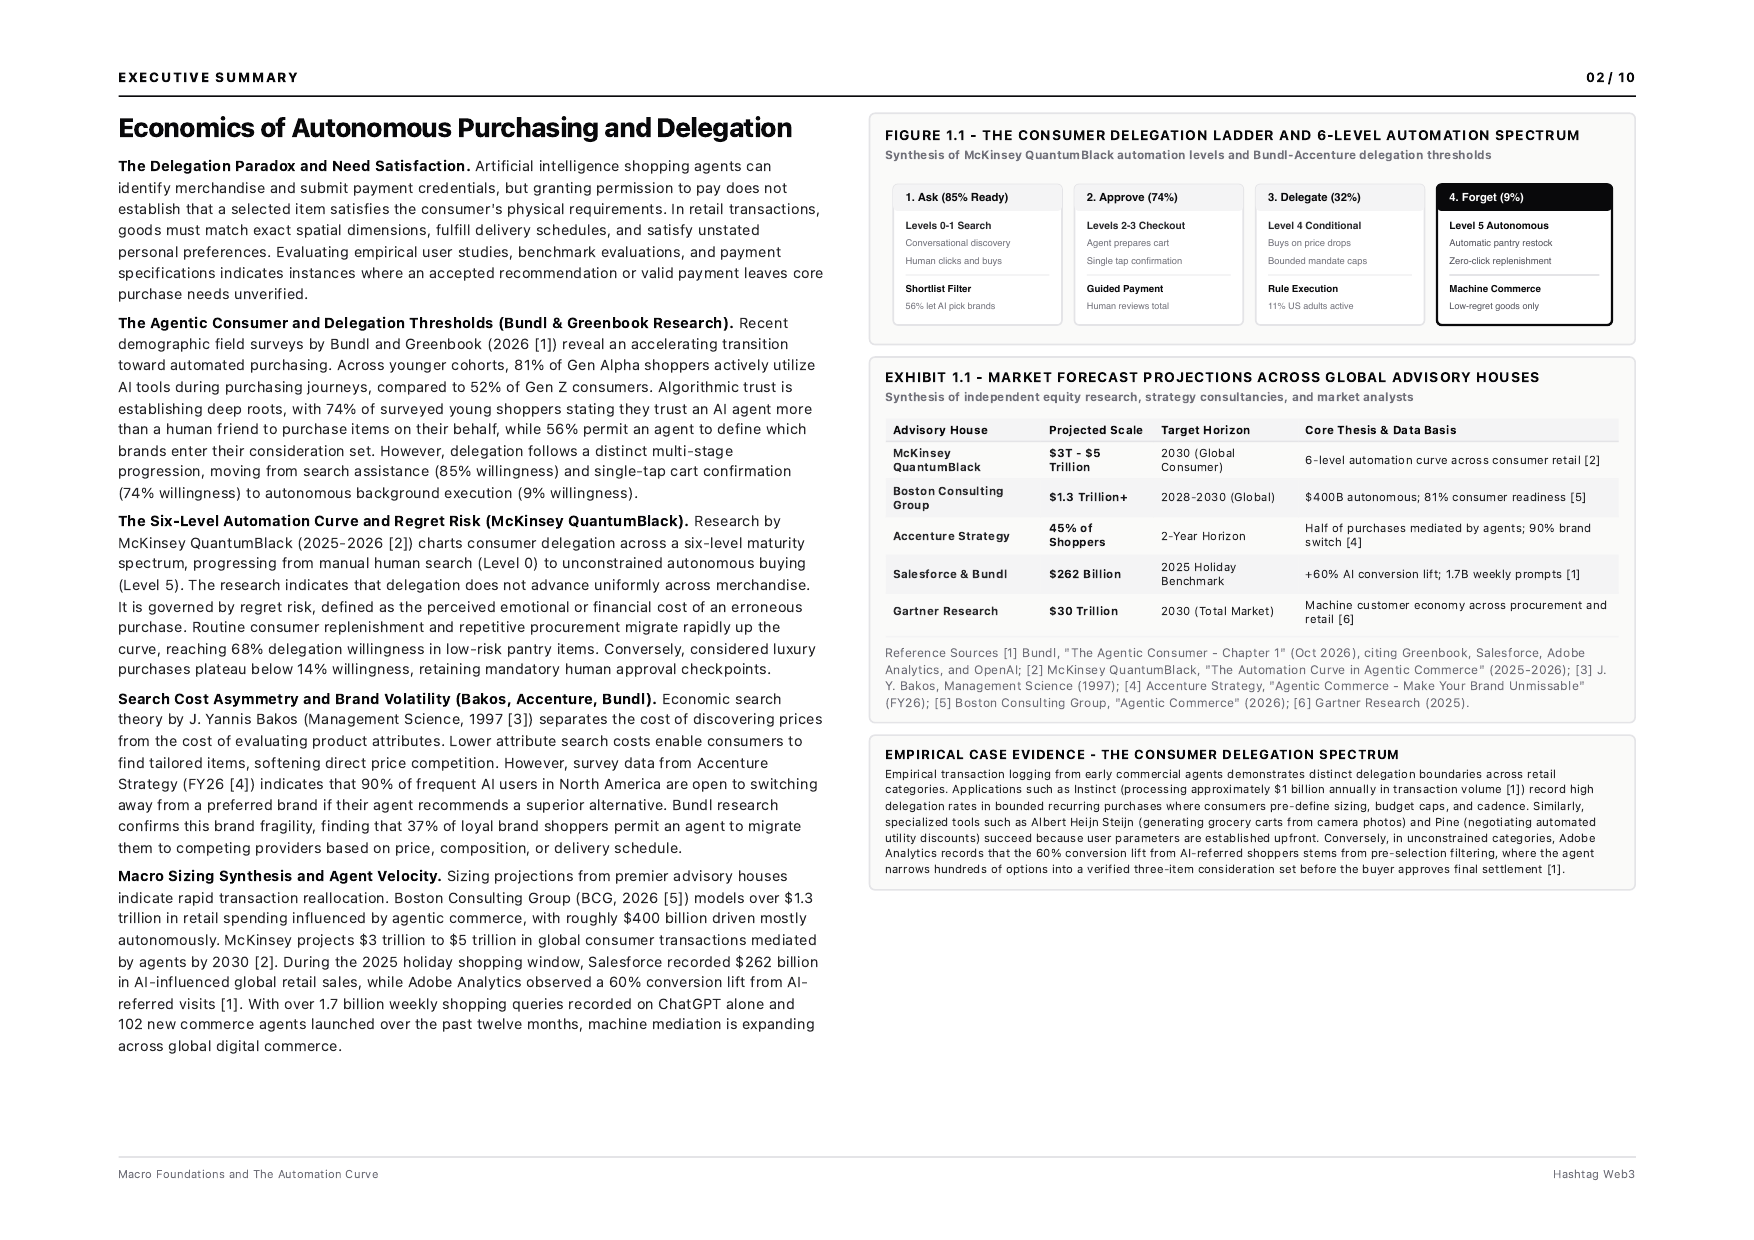 EXECUTIVE SUMMARY
02 / 10
Economics of Autonomous Purchasing and Delegation
The Delegation Paradox and Need Satisfaction. Artificial intelligence shopping agents can
identify merchandise and submit payment credentials, but granting permission to pay does not
establish that a selected item satisfies the consumer's physical requirements. In retail transactions,
goods must match exact spatial dimensions, fulfill delivery schedules, and satisfy unstated
personal preferences. Evaluating empirical user studies, benchmark evaluations, and payment
specifications indicates instances where an accepted recommendation or valid payment leaves core
purchase needs unverified.
The Agentic Consumer and Delegation Thresholds (Bundl & Greenbook Research). Recent
demographic field surveys by Bundl and Greenbook (2026 [1]) reveal an accelerating transition
toward automated purchasing. Across younger cohorts, 81% of Gen Alpha shoppers actively utilize
AI tools during purchasing journeys, compared to 52% of Gen Z consumers. Algorithmic trust is
establishing deep roots, with 74% of surveyed young shoppers stating they trust an AI agent more
than a human friend to purchase items on their behalf, while 56% permit an agent to define which
brands enter their consideration set. However, delegation follows a distinct multi-stage
progression, moving from search assistance (85% willingness) and single-tap cart confirmation
(74% willingness) to autonomous background execution (9% willingness).
The Six-Level Automation Curve and Regret Risk (McKinsey QuantumBlack). Research by
McKinsey QuantumBlack (2025-2026 [2]) charts consumer delegation across a six-level maturity
spectrum, progressing from manual human search (Level 0) to unconstrained autonomous buying
(Level 5). The research indicates that delegation does not advance uniformly across merchandise.
It is governed by regret risk, defined as the perceived emotional or financial cost of an erroneous
purchase. Routine consumer replenishment and repetitive procurement migrate rapidly up the
curve, reaching 68% delegation willingness in low-risk pantry items. Conversely, considered luxury
purchases plateau below 14% willingness, retaining mandatory human approval checkpoints.
Search Cost Asymmetry and Brand Volatility (Bakos, Accenture, Bundl). Economic search
theory by J. Yannis Bakos (Management Science, 1997 [3]) separates the cost of discovering prices
from the cost of evaluating product attributes. Lower attribute search costs enable consumers to
find tailored items, softening direct price competition. However, survey data from Accenture
Strategy (FY26 [4]) indicates that 90% of frequent AI users in North America are open to switching
away from a preferred brand if their agent recommends a superior alternative. Bundl research
confirms this brand fragility, finding that 37% of loyal brand shoppers permit an agent to migrate
them to competing providers based on price, composition, or delivery schedule.
Macro Sizing Synthesis and Agent Velocity. Sizing projections from premier advisory houses
indicate rapid transaction reallocation. Boston Consulting Group (BCG, 2026 [5]) models over $1.3
trillion in retail spending influenced by agentic commerce, with roughly $400 billion driven mostly
autonomously. McKinsey projects $3 trillion to $5 trillion in global consumer transactions mediated
by agents by 2030 [2]. During the 2025 holiday shopping window, Salesforce recorded $262 billion
in AI-influenced global retail sales, while Adobe Analytics observed a 60% conversion lift from AI-
referred visits [1]. With over 1.7 billion weekly shopping queries recorded on ChatGPT alone and
102 new commerce agents launched over the past twelve months, machine mediation is expanding
across global digital commerce.
FIGURE 1.1 - THE CONSUMER DELEGATION LADDER AND 6-LEVEL AUTOMATION SPECTRUM
Synthesis of McKinsey QuantumBlack automation levels and Bundl-Accenture delegation thresholds
1. Ask (85% Ready)
Levels 0-1 Search
Conversational discovery
Human clicks and buys
Shortlist Filter
56% let AI pick brands
2. Approve (74%)
Levels 2-3 Checkout
Agent prepares cart
Single tap confirmation
Guided Payment
Human reviews total
3. Delegate (32%)
Level 4 Conditional
Buys on price drops
Bounded mandate caps
Rule Execution
11% US adults active
4. Forget (9%)
Level 5 Autonomous
Automatic pantry restock
Zero-click replenishment
Machine Commerce
Low-regret goods only
EXHIBIT 1.1 - MARKET FORECAST PROJECTIONS ACROSS GLOBAL ADVISORY HOUSES
Synthesis of independent equity research, strategy consultancies, and market analysts
Advisory House Projected Scale Target Horizon Core Thesis & Data Basis
McKinsey
QuantumBlack
$3T - $5
Trillion
2030 (Global
Consumer)
6-level automation curve across consumer retail [2]
Boston Consulting
Group
$1.3 Trillion+
2028-2030 (Global)
$400B autonomous; 81% consumer readiness [5]
Accenture Strategy
45% of
Shoppers
2-Year Horizon
Half of purchases mediated by agents; 90% brand
switch [4]
Salesforce & Bundl
$262 Billion
2025 Holiday
Benchmark
+60% AI conversion lift; 1.7B weekly prompts [1]
Gartner Research
$30 Trillion
2030 (Total Market)
Machine customer economy across procurement and
retail [6]
Reference Sources [1] Bundl, "The Agentic Consumer - Chapter 1" (Oct 2026), citing Greenbook, Salesforce, Adobe
Analytics, and OpenAI; [2] McKinsey QuantumBlack, "The Automation Curve in Agentic Commerce" (2025-2026); [3] J.
Y. Bakos, Management Science (1997); [4] Accenture Strategy, "Agentic Commerce - Make Your Brand Unmissable"
(FY26); [5] Boston Consulting Group, "Agentic Commerce" (2026); [6] Gartner Research (2025).
EMPIRICAL CASE EVIDENCE - THE CONSUMER DELEGATION SPECTRUM
Empirical transaction logging from early commercial agents demonstrates distinct delegation boundaries across retail
categories. Applications such as Instinct (processing approximately $1 billion annually in transaction volume [1]) record high
delegation rates in bounded recurring purchases where consumers pre-define sizing, budget caps, and cadence. Similarly,
specialized tools such as Albert Heijn Steijn (generating grocery carts from camera photos) and Pine (negotiating automated
utility discounts) succeed because user parameters are established upfront. Conversely, in unconstrained categories, Adobe
Analytics records that the 60% conversion lift from AI-referred shoppers stems from pre-selection filtering, where the agent
narrows hundreds of options into a verified three-item consideration set before the buyer approves final settlement [1].
Macro Foundations and The Automation Curve
Hashtag Web3